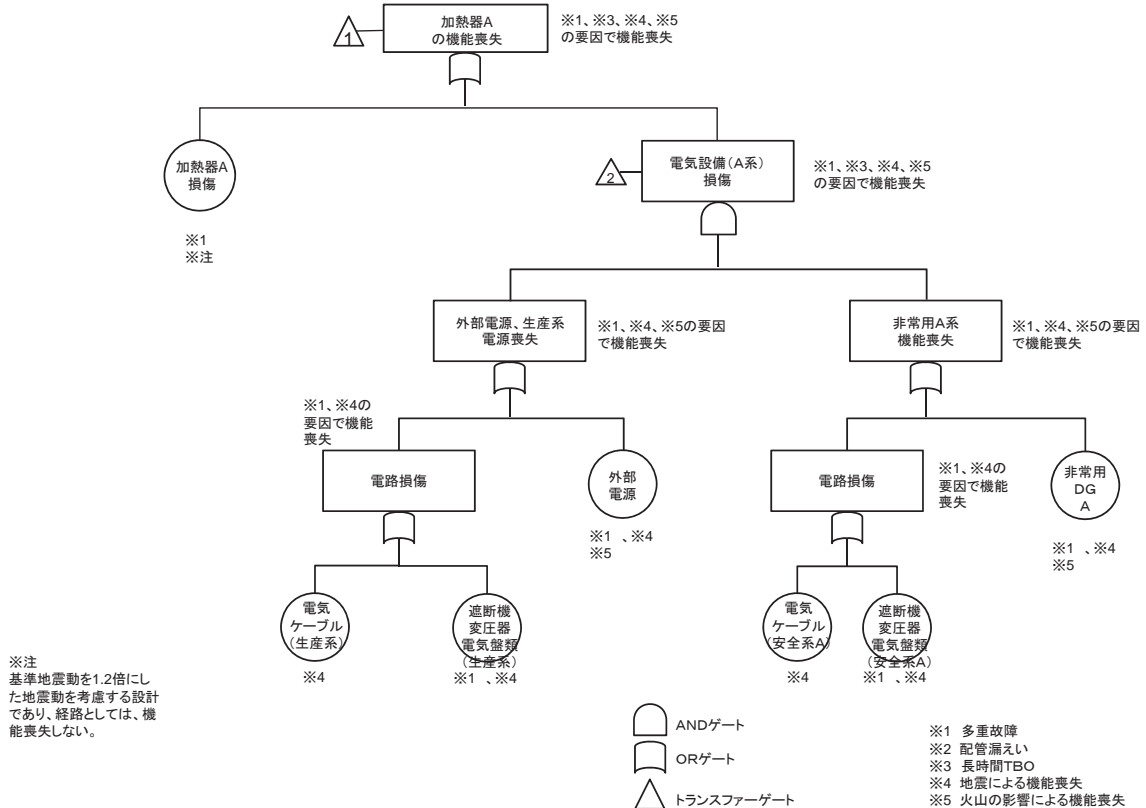 加熱器A
の機能喪失
※1、※3、※4、※5
の要因で機能喪失
1
加熱器A
損傷
※1
※注
2
電気設備(A系)
損傷
※1、※3、※4、※5
の要因で機能喪失
外部電源、生産系
電源喪失
※1、※4、※5の要因
で機能喪失
非常用A系
機能喪失
※1、※4、※5の要因
で機能喪失
※1、※4の
要因で機能
喪失
電路損傷
外部
電源
※1 、※4
※5
電路損傷
※1、※4の
要因で機能
喪失
非常用
DG
A
※1 、※4
※5
電気
ケーブル
(生産系)
※4
遮断機
変圧器
電気盤類
(生産系)
※1 、※4
電気
ケーブル
(安全系A)
※4
遮断機
変圧器
電気盤類
(安全系A)
※1 、※4
※注
基準地震動を1.2倍にし
た地震動を考慮する設計
であり、経路としては、機
能喪失しない。
ANDゲート
ORゲート
トランスファーゲート
※1 多重故障
※2 配管漏えい
※3 長時間TBO
※4 地震による機能喪失
※5 火山の影響による機能喪失